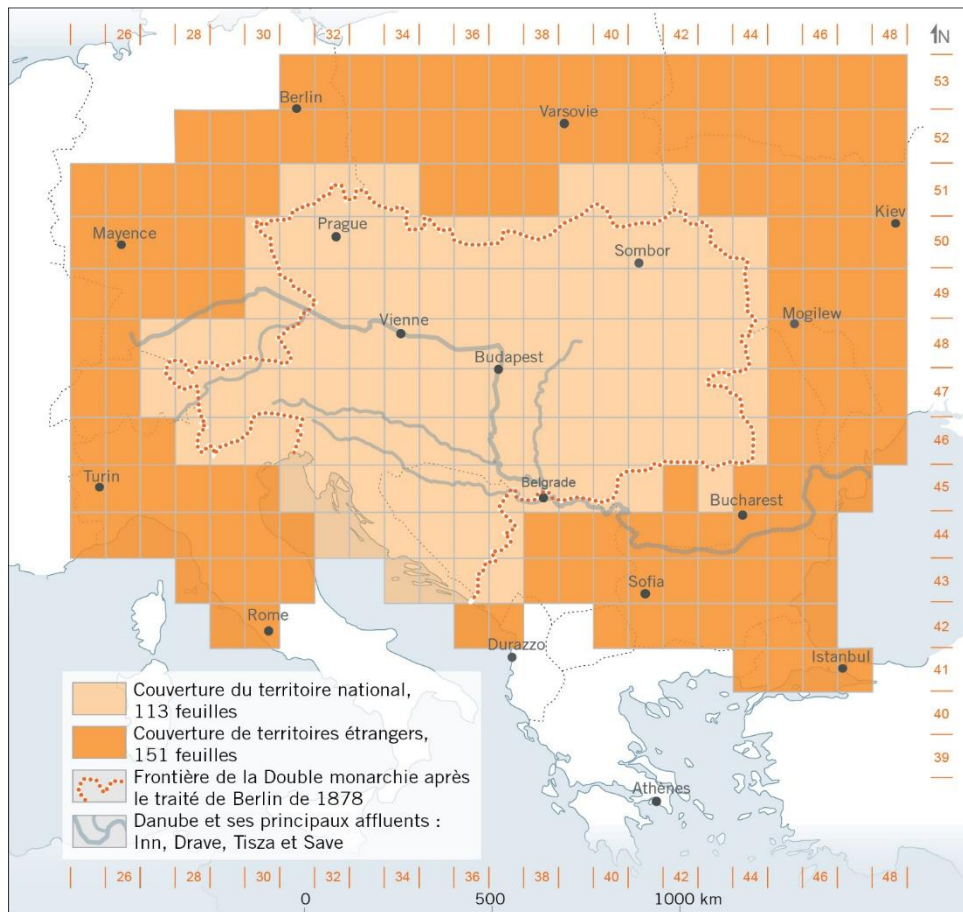 26 28 30 32 34 36 38 40 42 44 46 48
N
53
Berlin
Varsovie
52
51
Kiev
Prague
Mayence
50
Sombor
49
Mogilew
Vienne
48
Budapest
47
46
Turin
Belgrade
45
Bucharest
44
Sofia
43
Rome
42
Durazzo
Istanbul
41
Couverture du territoire national,
113 feuilles
40
Couverture de territoires étrangers,
151 feuilles
39
Frontière de la Double monarchie après
le traité de Berlin de 1878
Athènes
Danube et ses principaux affluents :
Inn, Drave, Tisza et Save
26 28 30 32 34 36 38 40 42 44 46 48
0 500 1000 km